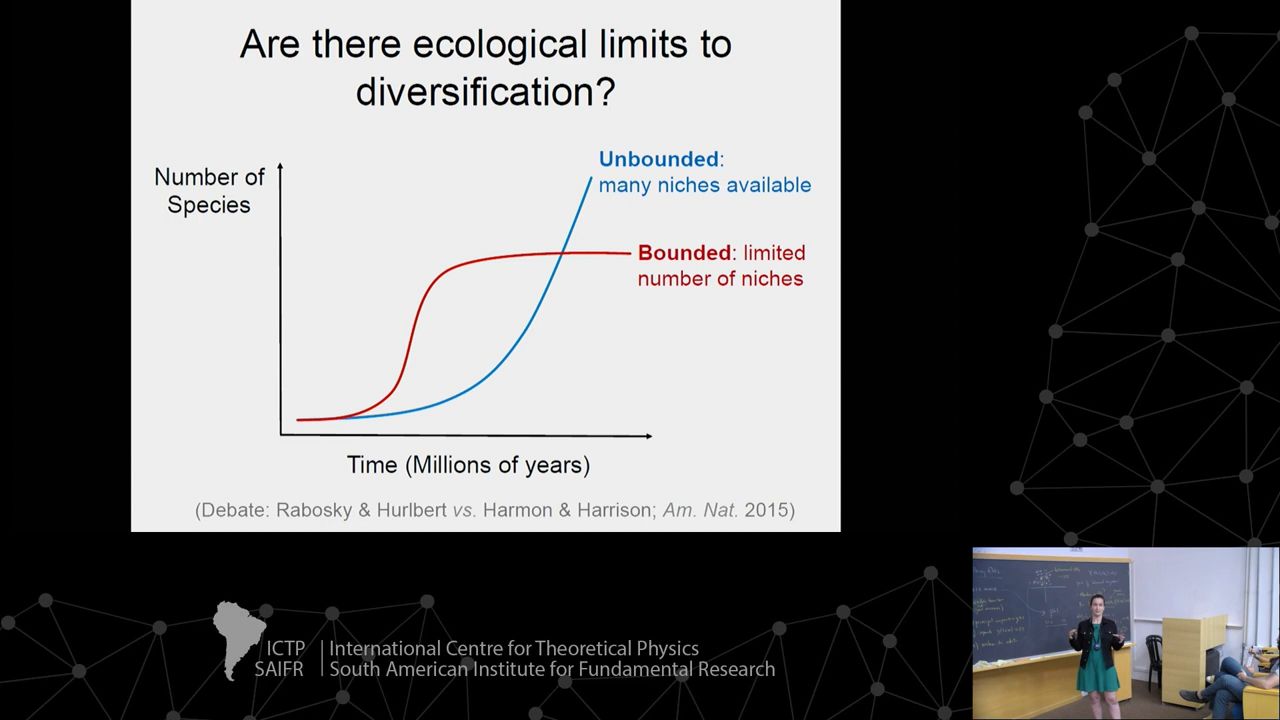 Are there ecological limits to
diversification?
Number of
Species
Unbounded:
many niches available
Bounded: limited
number of niches
Time (Millions of years)
(Debate: Rabosky & Hurlbert vs. Harmon & Harrison; Am. Nat. 2015)
ICTP
SAIFR
International Centre for Theoretical Physics
South American Institute for Fundamental Research